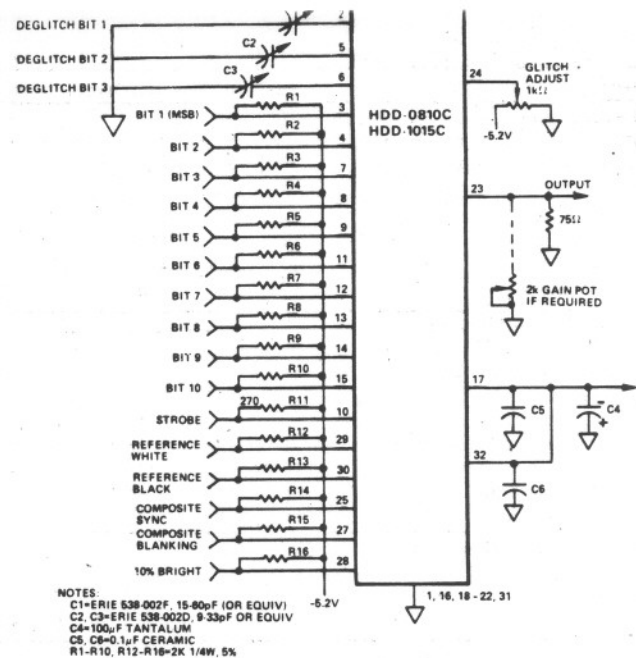 2
DEGLITCH BIT 1
C2
5
DEGLITCH BIT 2
C3
6
DEGLITCH BIT 3
24
GLITCH
ADJUST
1kΩ
-5.2V
HDD-0810C
HDD-1015C
R1
BIT 1 (MSB)
3
R2
BIT 2
4
R3
BIT 3
7
R4
BIT 4
8
R5
BIT 5
9
R6
BIT 6
11
R7
BIT 7
12
R8
BIT 8
13
R9
BIT 9
14
R10
BIT 10
15
270
R11
STROBE
10
R12
REFERENCE
WHITE
29
R13
REFERENCE
BLACK
30
R14
COMPOSITE
SYNC
25
R15
COMPOSITE
BLANKING
27
R16
10% BRIGHT
28
-5.2V
23
OUTPUT
75Ω
2k GAIN POT
IF REQUIRED
17
C5
-
C4
+
32
C6
1, 16, 18 - 22, 31
NOTES:
C1=ERIE 538-002F, 15-60pF (OR EQUIV)
C2, C3=ERIE 538-002D, 9-33pF OR EQUIV
C4=100µF TANTALUM
C5, C6=0.1µF CERAMIC
R1-R10, R12-R16=2K 1/4W, 5%